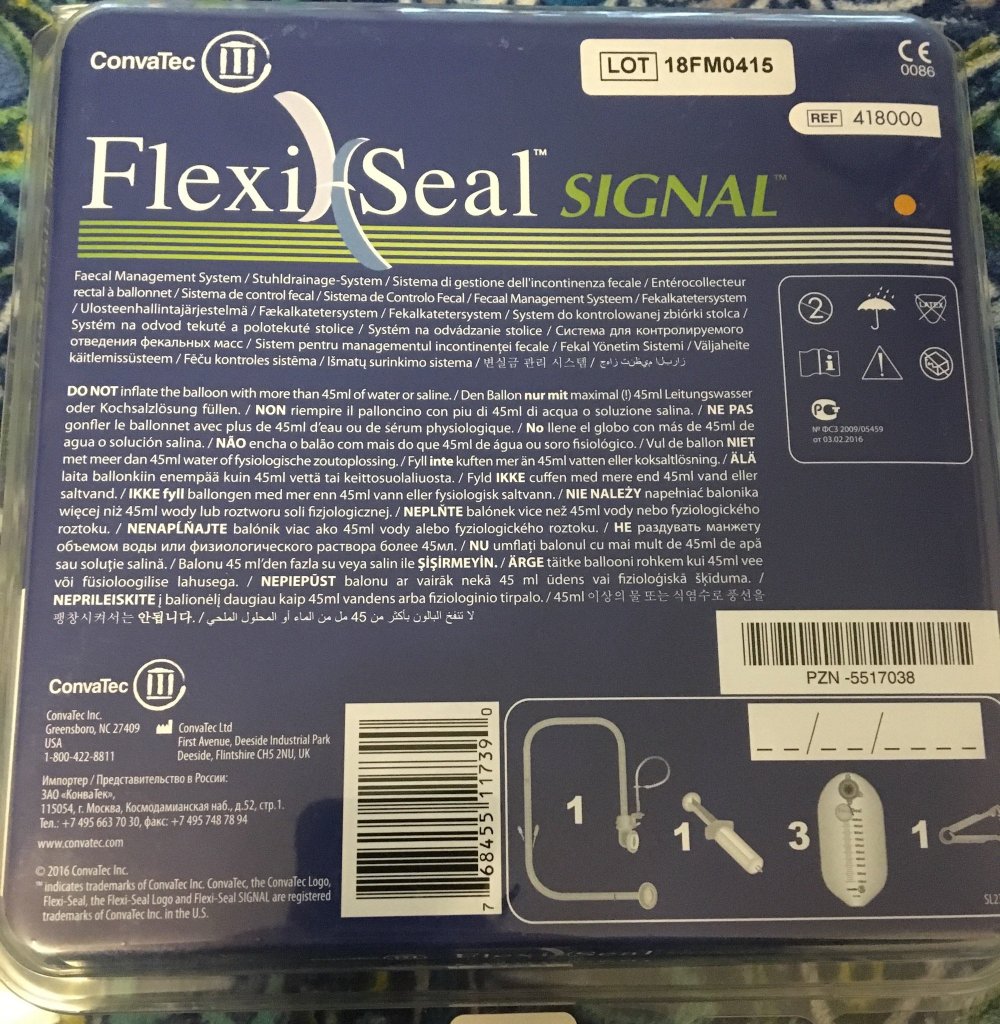 ConvaTec
LOT 18FM0415
CE
0086
REF 418000
Flexi Seal™ SIGNAL™
Faecal Management System / Stuhldrainage-System / Sistema di gestione dell'incontinenza fecale / Entérocollecteur
rectal à ballonnet / Sistema de control fecal / Sistema de Controlo Fecal / Fecaal Management Systeem / Fekalkatetersystem
/ Ulosteenhallintajärjestelmä / Fækalkatetersystem / Fekalkatetersystem / System do kontrolowanej zbiórki stolca /
Systém na odvod tekuté a polotekuté stolice / Systém na odvádzanie stolice / Система для контролируемого
отведения фекальных масс / Sistem pentru managementul incontinenței fecale / Fekal Yönetim Sistemi / Väljaheite
käitlemissüsteem / Fēču kontroles sistēma / Išmatų surinkimo sistema / 변실금 관리 시스템 /
2
LATEX
i
PC
№ ФСЗ 2009/05459
от 03.02.2016
DO NOT inflate the balloon with more than 45ml of water or saline. / Den Ballon nur mit maximal (!) 45ml Leitungswasser
oder Kochsalzlösung füllen. / NON riempire il palloncino con piu di 45ml di acqua o soluzione salina. / NE PAS
gonfler le ballonnet avec plus de 45ml d'eau ou de sérum physiologique. / No llene el globo con más de 45ml de
agua o solución salina. / NÃO encha o balão com mais do que 45ml de água ou soro fisiológico. / Vul de ballon NIET
met meer dan 45ml water of fysiologische zoutoplossing. / Fyll inte kuften mer än 45ml vatten eller koksaltlösning. / ÄLÄ
laita ballonkiin enempää kuin 45ml vettä tai keittosuolaliuosta. / Fyld IKKE cuffen med mere end 45ml vand eller
saltvand. / IKKE fyll ballongen med mer enn 45ml vann eller fysiologisk saltvann. / NIE NALEŻY napełniać balonika
więcej niż 45ml wody lub roztworu soli fizjologicznej. / NEPLŇTE balónek více než 45ml vody nebo fyziologického
roztoku. / NENAPĹŇAJTE balónik viac ako 45ml vody alebo fyziologického roztoku. / НЕ раздувать манжету
объемом воды или физиологического раствора более 45мл. / NU umflați balonul cu mai mult de 45ml de apă
sau soluție salină. / Balonu 45 ml'den fazla su veya salin ile ŞİŞİRMEYİN. / ÄRGE täitke ballooni rohkem kui 45ml vee
või füsioloogilise lahusega. / NEPIEPŪST balonu ar vairāk nekā 45 ml ūdens vai fizioloģiskā šķīduma. /
NEPRILEISKITE į balionėlį daugiau kaip 45ml vandens arba fiziologinio tirpalo. / 45ml 이상의 물 또는 식염수로 풍선을
팽창시켜서는 안됩니다. / لا تنفخ البالون بأكثر من 45 مل من الماء أو المحلول الملحي
PZN -5517038
ConvaTec
ConvaTec Inc.
Greensboro, NC 27409
USA
1-800-422-8811
ConvaTec Ltd
First Avenue, Deeside Industrial Park
Deeside, Flintshire CH5 2NU, UK
Импортер / Представительство в России:
ЗАО «КонваТек»,
115054, г. Москва, Космодамианская наб., д.52, стр.1.
Тел.: +7 495 663 70 30, факс: +7 495 748 78 94
www.convatec.com
© 2016 ConvaTec Inc.
™ indicates trademarks of ConvaTec Inc. ConvaTec, the ConvaTec Logo,
Flexi-Seal, the Flexi-Seal Logo and Flexi-Seal SIGNAL are registered
trademarks of ConvaTec Inc. in the U.S.
7 68455 11739 0
_ _ / _ _ / _ _ _ _
1
1
3
1
Flexi Seal